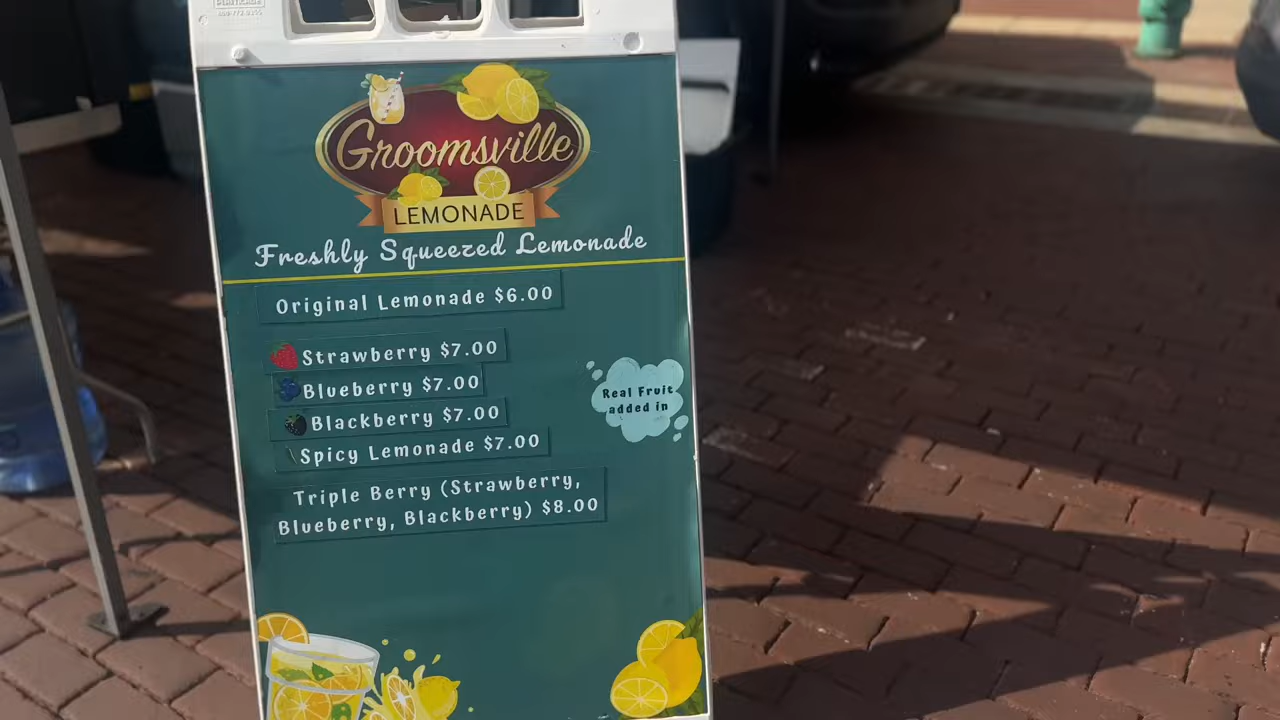 Groomsville
LEMONADE
Freshly Squeezed Lemonade
Original Lemonade $6.00
Strawberry $7.00
Blueberry $7.00
Blackberry $7.00
Spicy Lemonade $7.00
Real Fruit
added in
Triple Berry (Strawberry,
Blueberry, Blackberry) $8.00